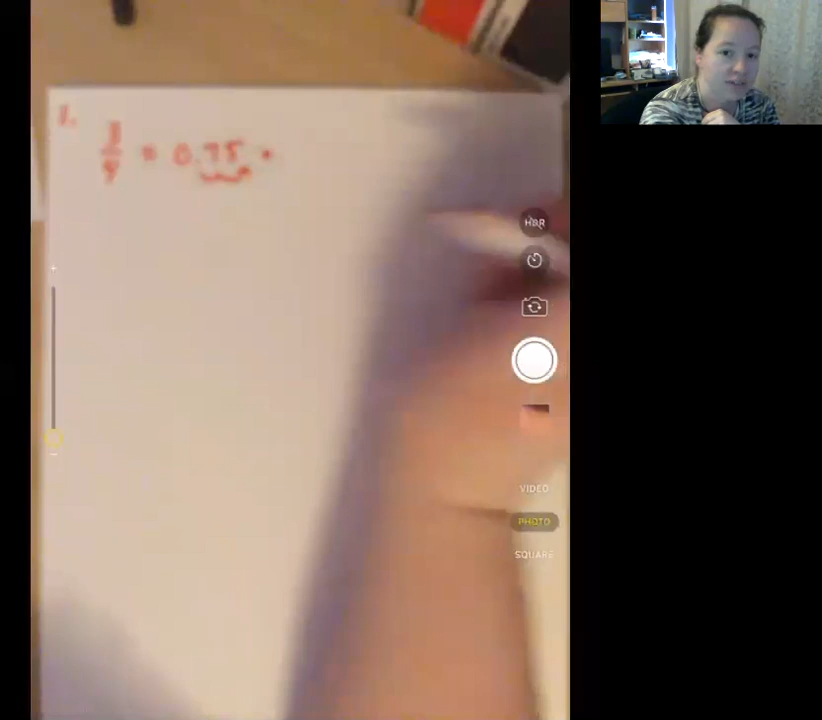 1. 3/4 = 0.75 =
HDR
VIDEO
PHOTO
SQUARE